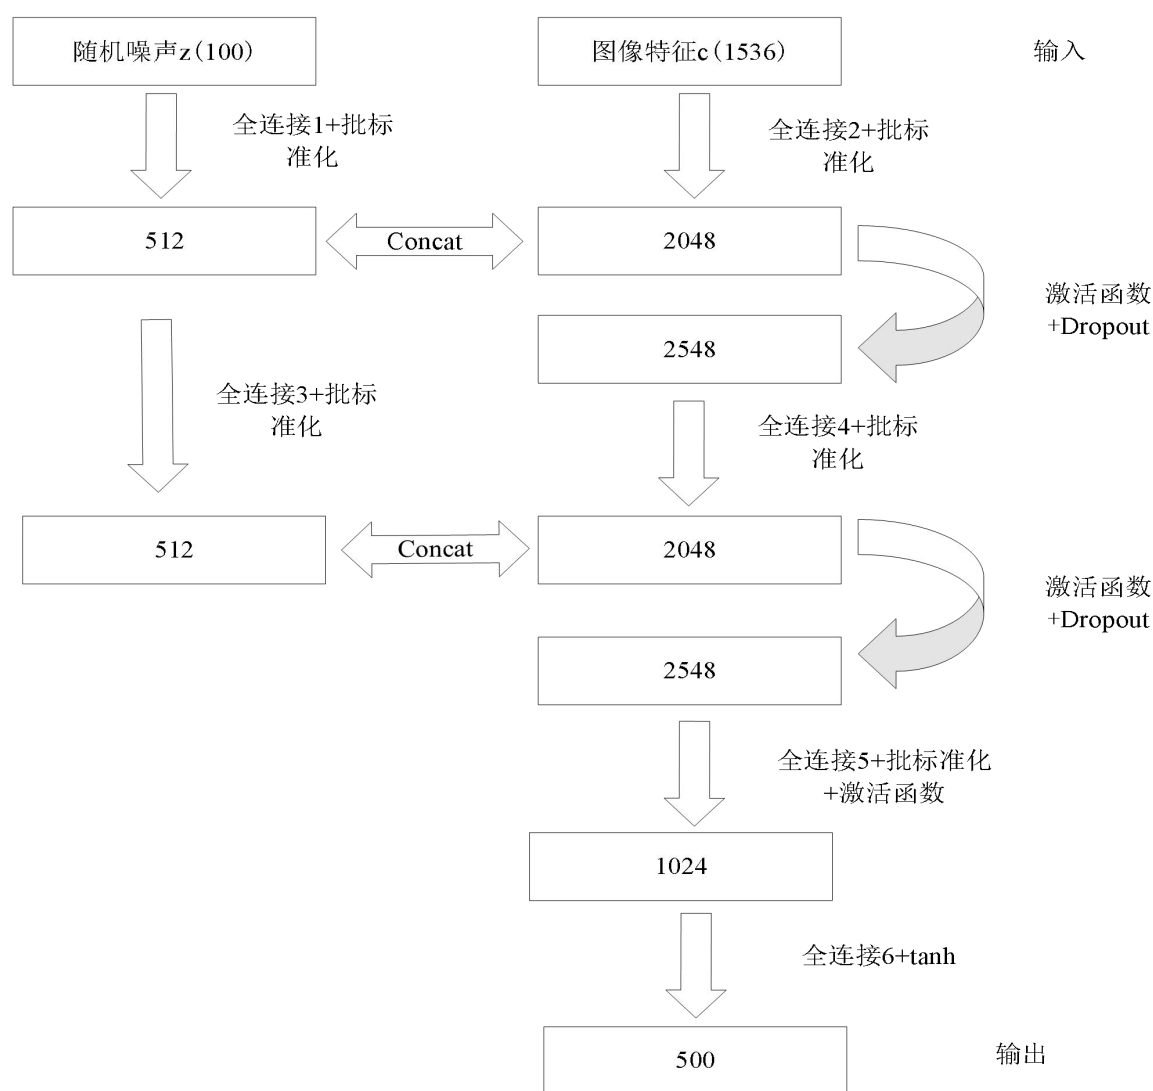 随机噪声z(100)
图像特征c(1536)
输入
全连接1+批标
准化
全连接2+批标
准化
512
Concat
2048
激活函数
+Dropout
2548
全连接3+批标
准化
全连接4+批标
准化
512
Concat
2048
激活函数
+Dropout
2548
全连接5+批标准化
+激活函数
1024
全连接6+tanh
500
输出